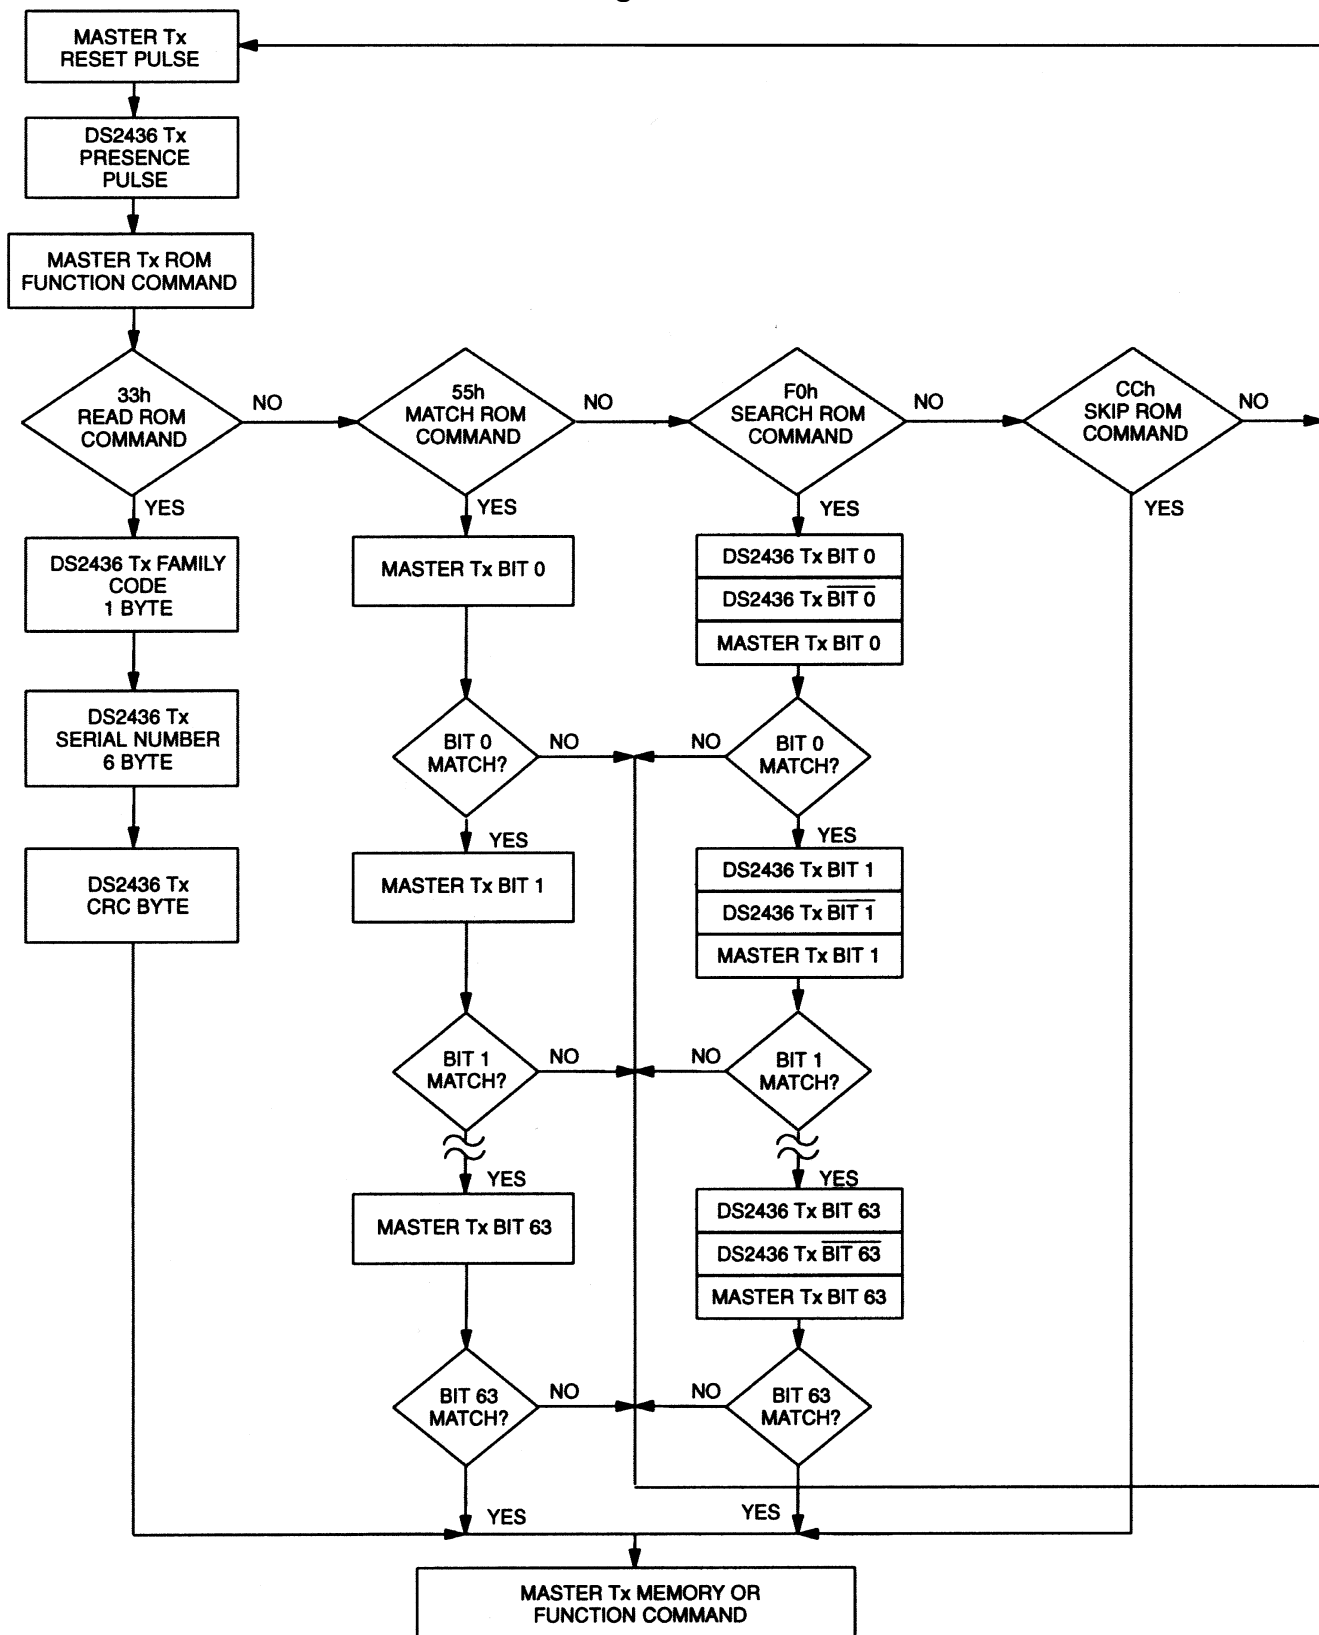 MASTER Tx
RESET PULSE
DS2436 Tx
PRESENCE
PULSE
MASTER Tx ROM
FUNCTION COMMAND
33h
READ ROM
COMMAND
NO
55h
MATCH ROM
COMMAND
NO
F0h
SEARCH ROM
COMMAND
NO
CCh
SKIP ROM
COMMAND
NO
YES
YES
YES
YES
DS2436 Tx FAMILY
CODE
1 BYTE
DS2436 Tx
SERIAL NUMBER
6 BYTE
DS2436 Tx
CRC BYTE
MASTER Tx BIT 0
BIT 0
MATCH?
NO
YES
MASTER Tx BIT 1
BIT 1
MATCH?
NO
YES
MASTER Tx BIT 63
BIT 63
MATCH?
NO
YES
DS2436 Tx BIT 0
DS2436 Tx BIT 0
MASTER Tx BIT 0
NO
BIT 0
MATCH?
YES
DS2436 Tx BIT 1
DS2436 Tx BIT 1
MASTER Tx BIT 1
NO
BIT 1
MATCH?
YES
DS2436 Tx BIT 63
DS2436 Tx BIT 63
MASTER Tx BIT 63
NO
BIT 63
MATCH?
YES
MASTER Tx MEMORY OR
FUNCTION COMMAND